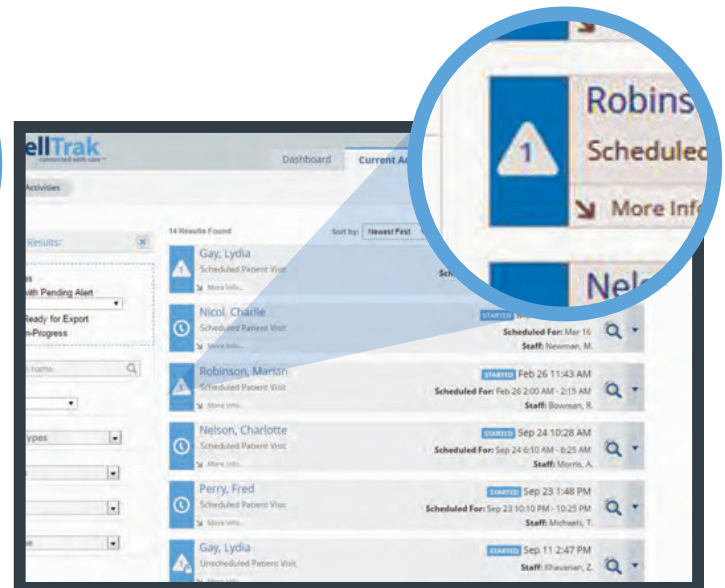 ellTrak
connected with care
Dashboard
Current Ac
Activities
Results:
with Pending Alert
Ready for Export
n-Progress
name
ypes
14 Results Found
Sort by: Newest First
Gay, Lydia
Scheduled Patient Visit
More Info...
Nicol, Charlie
Scheduled Patient Visit
More Info...
STARTED
Scheduled For: Mar 16
Staff: Newman, M.
Robinson, Marian
Scheduled Patient Visit
More Info...
STARTED Feb 26 11:43 AM
Scheduled For: Feb 26 2:00 AM - 2:15 AM
Staff: Bowman, R.
Nelson, Charlotte
Scheduled Patient Visit
More Info...
STARTED Sep 24 10:28 AM
Scheduled For: Sep 24 6:10 AM - 6:25 AM
Staff: Morris, A.
Perry, Fred
Scheduled Patient Visit
More Info...
STARTED Sep 23 1:48 PM
Scheduled For: Sep 23 10:10 PM - 10:25 PM
Staff: Michaels, T.
Gay, Lydia
Unscheduled Patient Visit
More Info...
STARTED Sep 11 2:47 PM
Staff: Khavarian, Z.
1
Robins
Scheduled
More Info
Nels